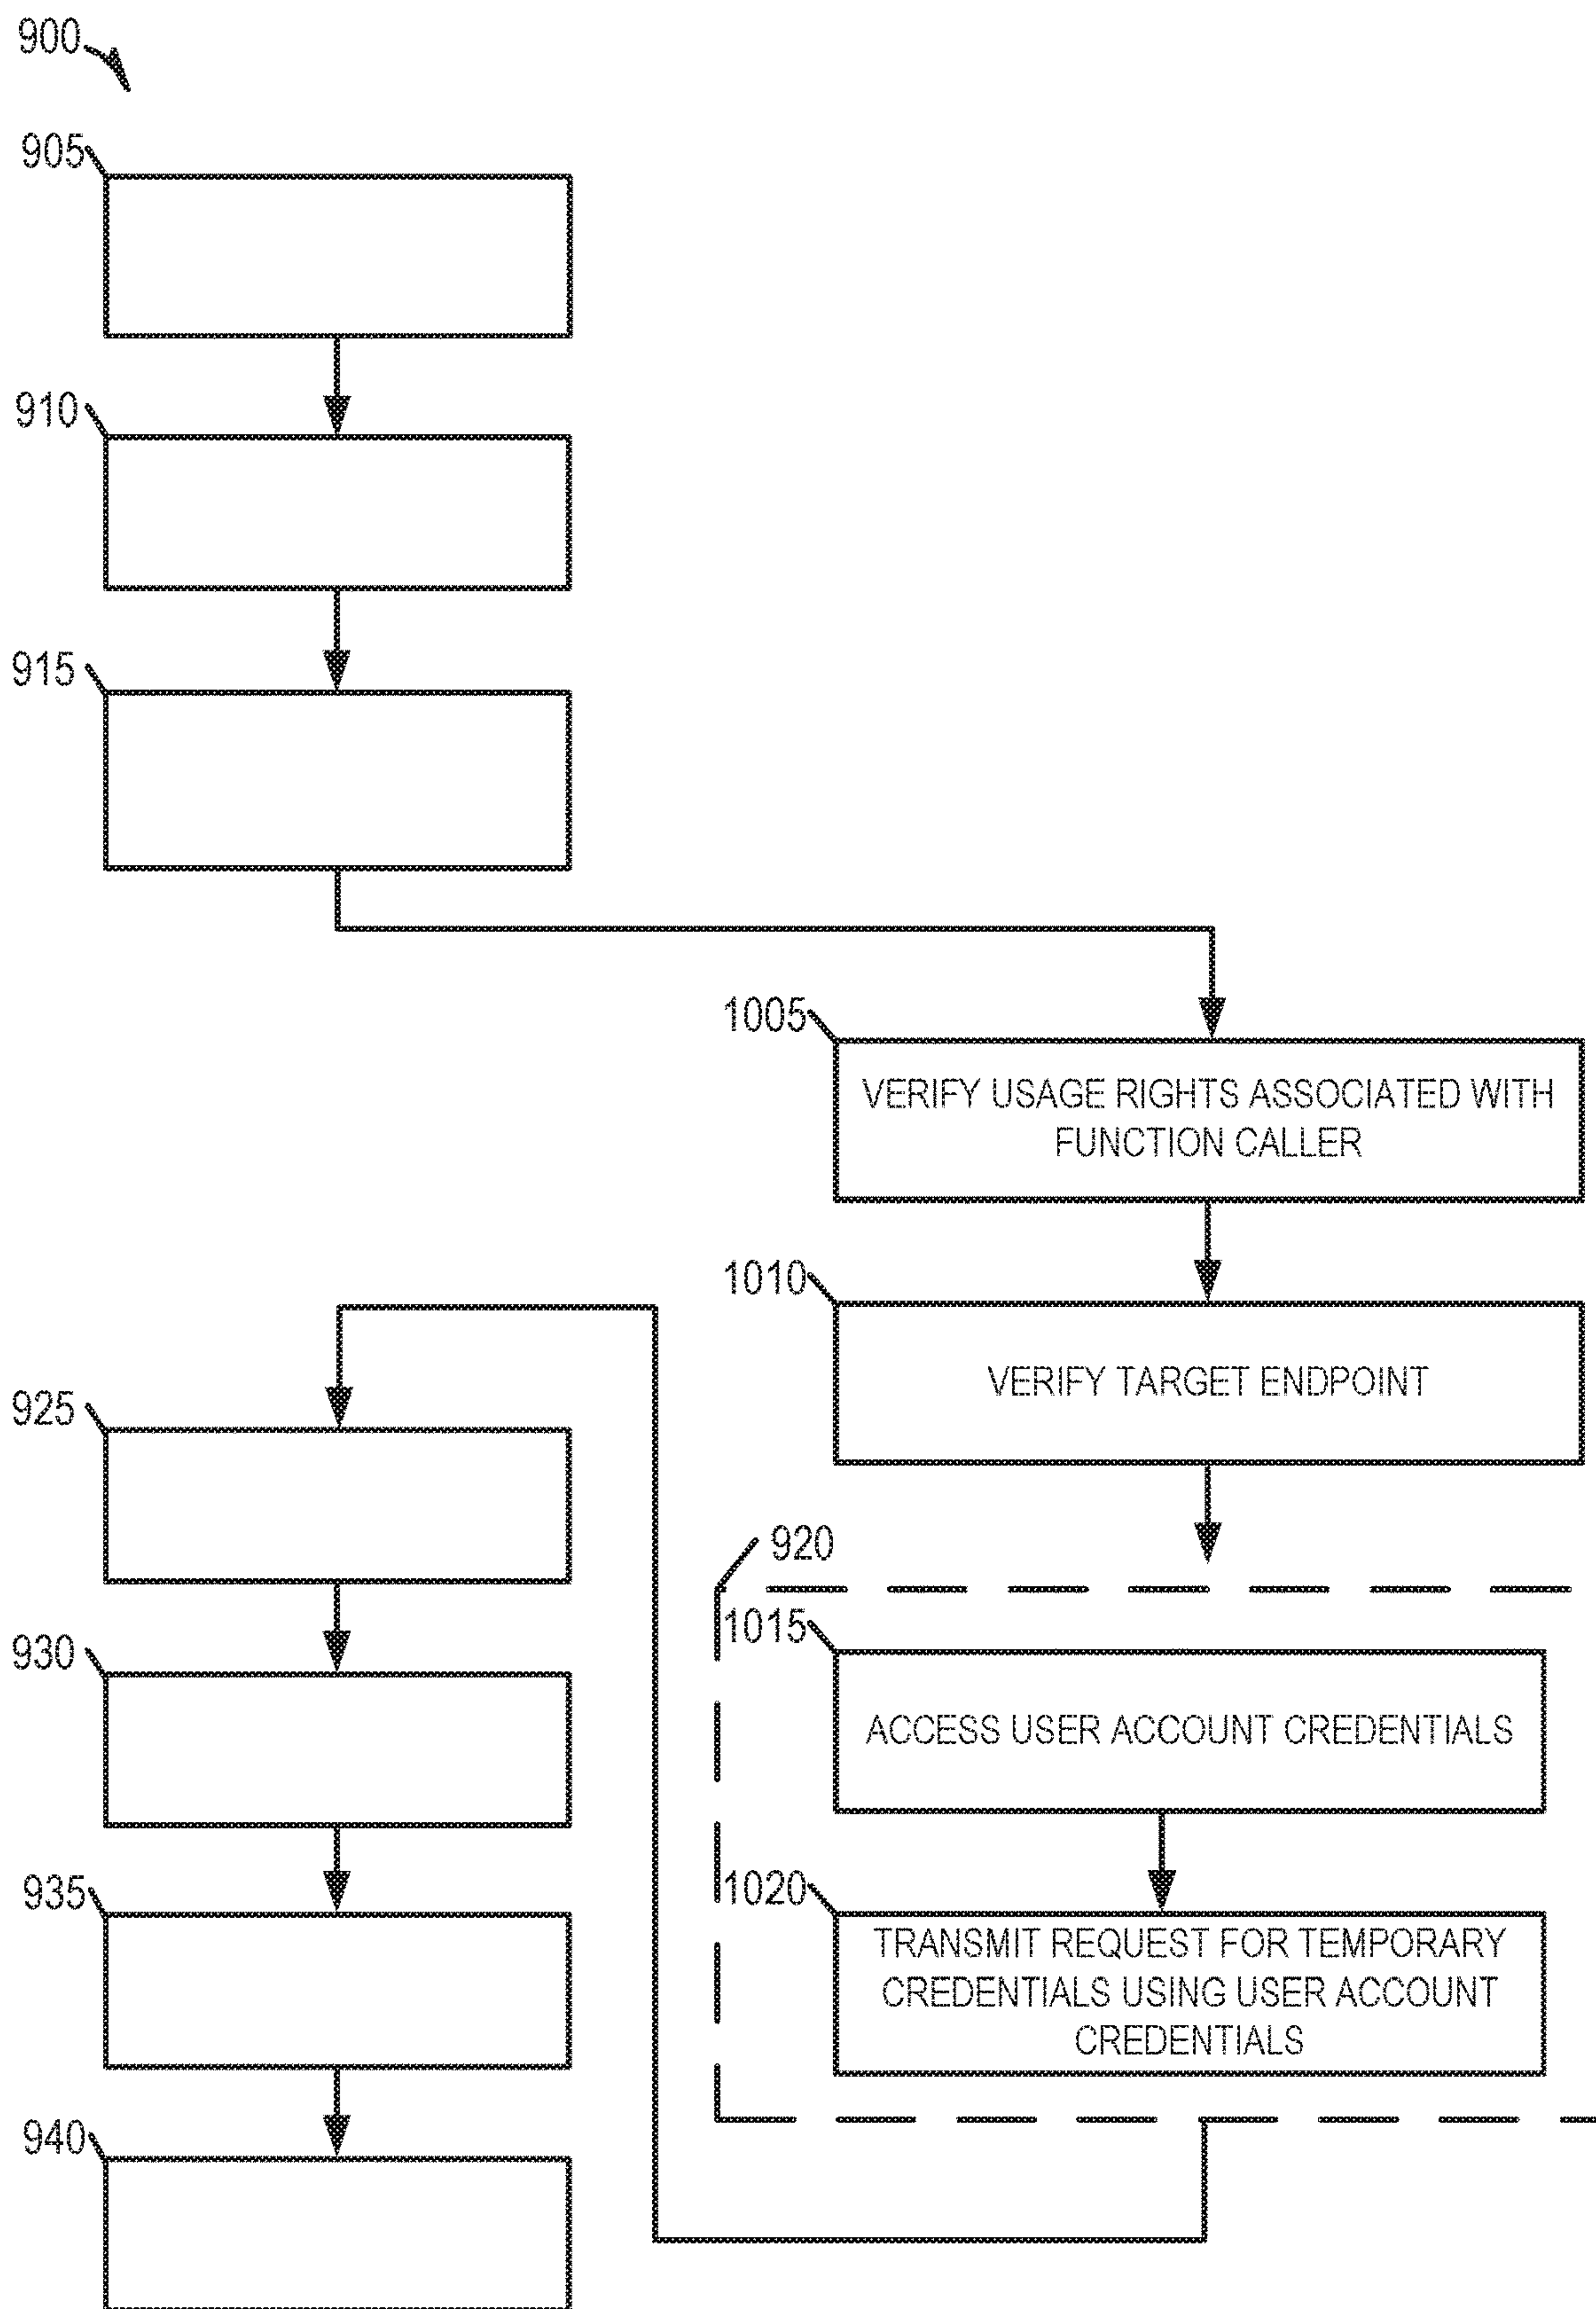 900
905
910
915
1005
VERIFY USAGE RIGHTS ASSOCIATED WITH
FUNCTION CALLER
1010
VERIFY TARGET ENDPOINT
925
920
1015
ACCESS USER ACCOUNT CREDENTIALS
930
1020
TRANSMIT REQUEST FOR TEMPORARY
CREDENTIALS USING USER ACCOUNT
CREDENTIALS
935
940